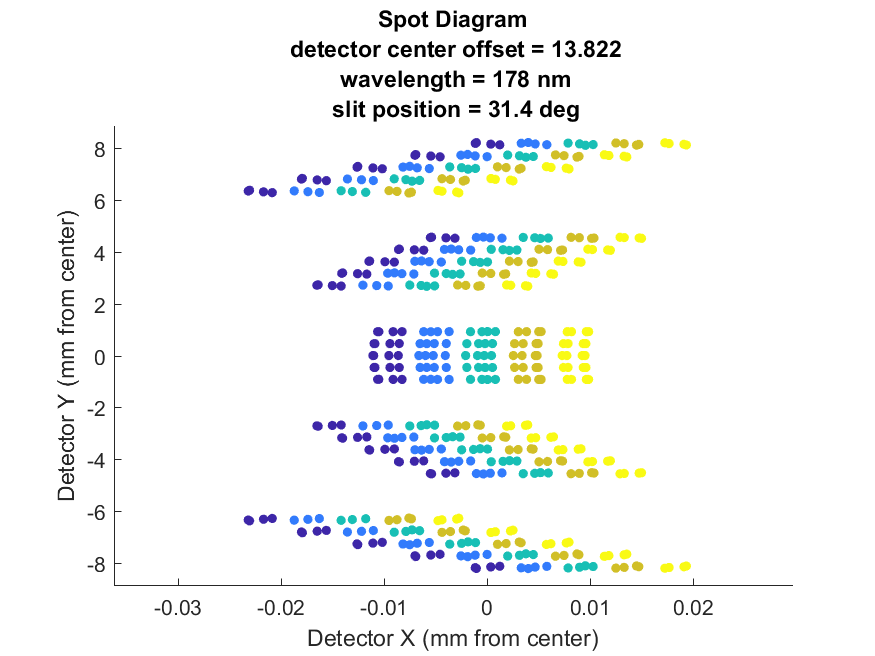 Spot Diagram
detector center offset = 13.822
wavelength = 178 nm
slit position = 31.4 deg
8
6
4
2
0
-2
-4
-6
-8
Detector Y (mm from center)
-0.03 -0.02 -0.01 0 0.01 0.02
Detector X (mm from center)